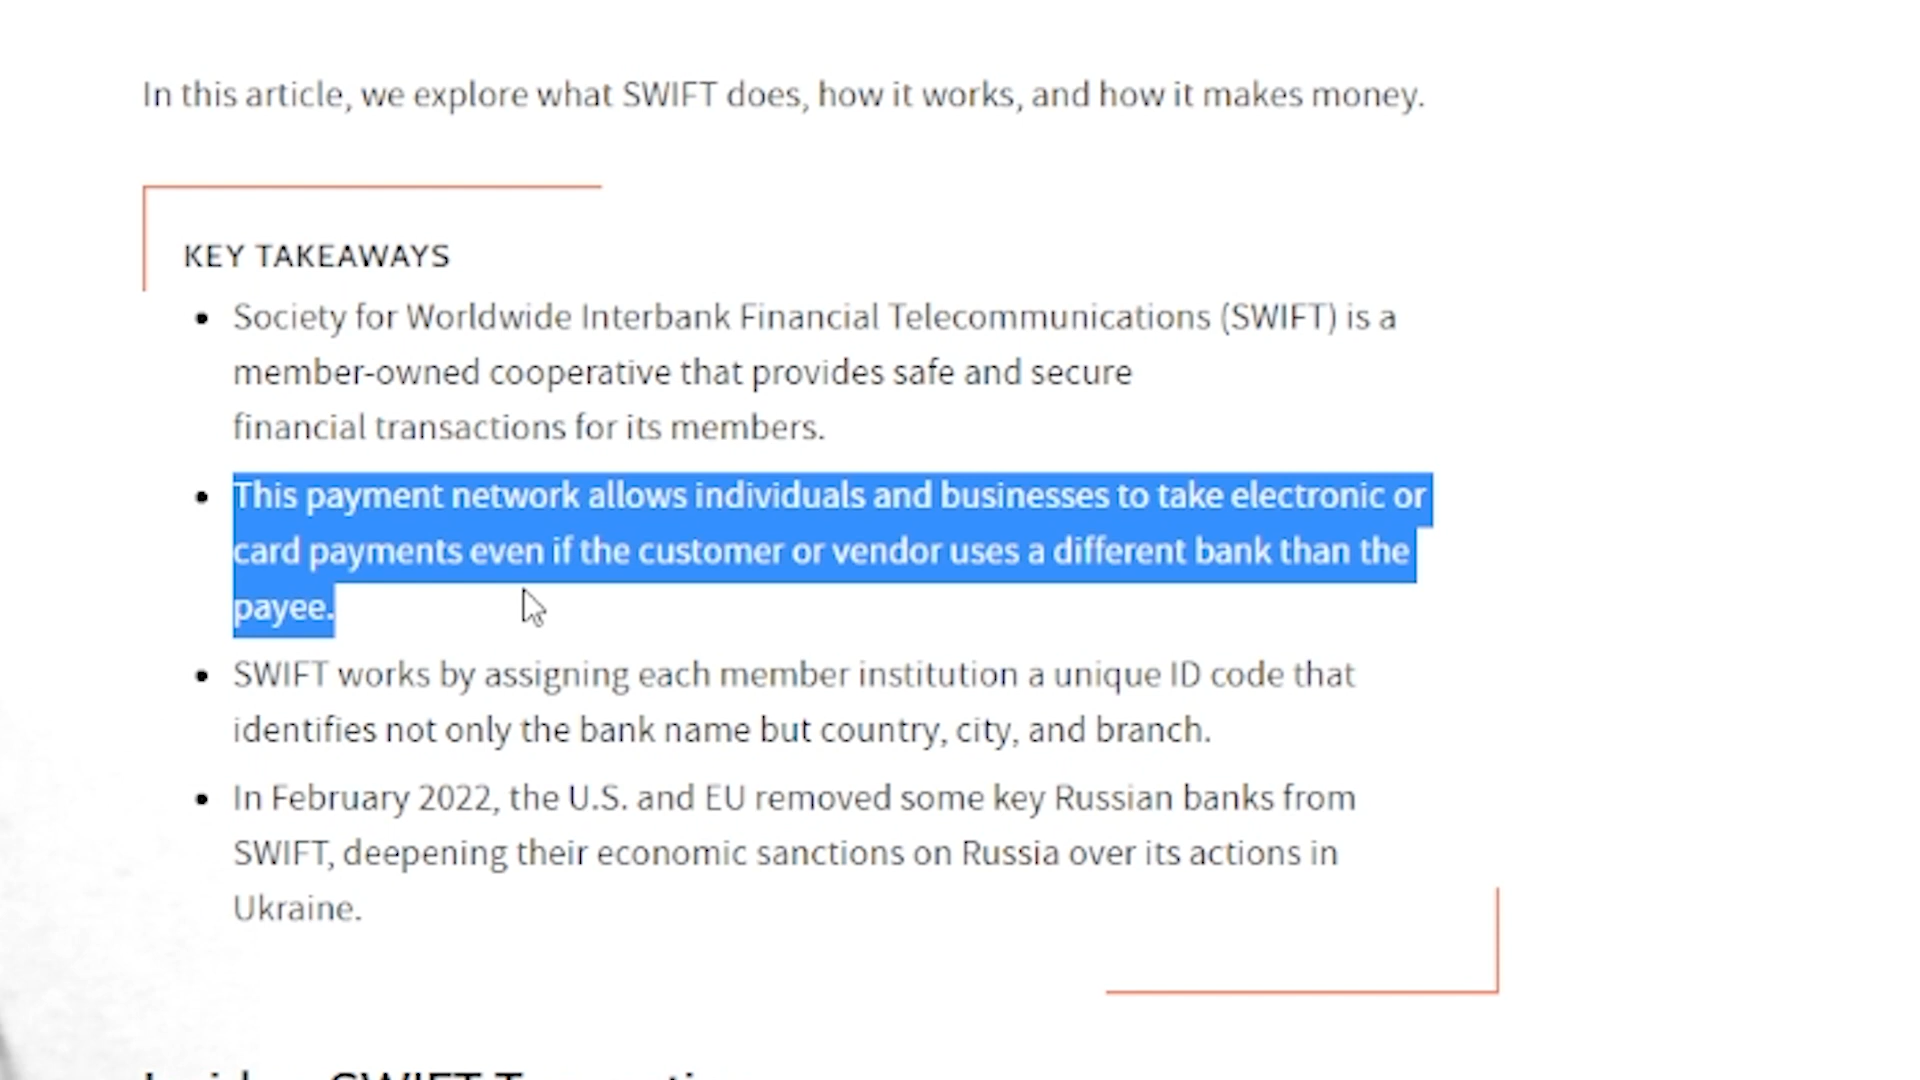 In this article, we explore what SWIFT does, how it works, and how it makes money.
KEY TAKEAWAYS
Society for Worldwide Interbank Financial Telecommunications (SWIFT) is a
member-owned cooperative that provides safe and secure
financial transactions for its members.
This payment network allows individuals and businesses to take electronic or
card payments even if the customer or vendor uses a different bank than the
payee.
SWIFT works by assigning each member institution a unique ID code that
identifies not only the bank name but country, city, and branch.
In February 2022, the U.S. and EU removed some key Russian banks from
SWIFT, deepening their economic sanctions on Russia over its actions in
Ukraine.
SWIFT